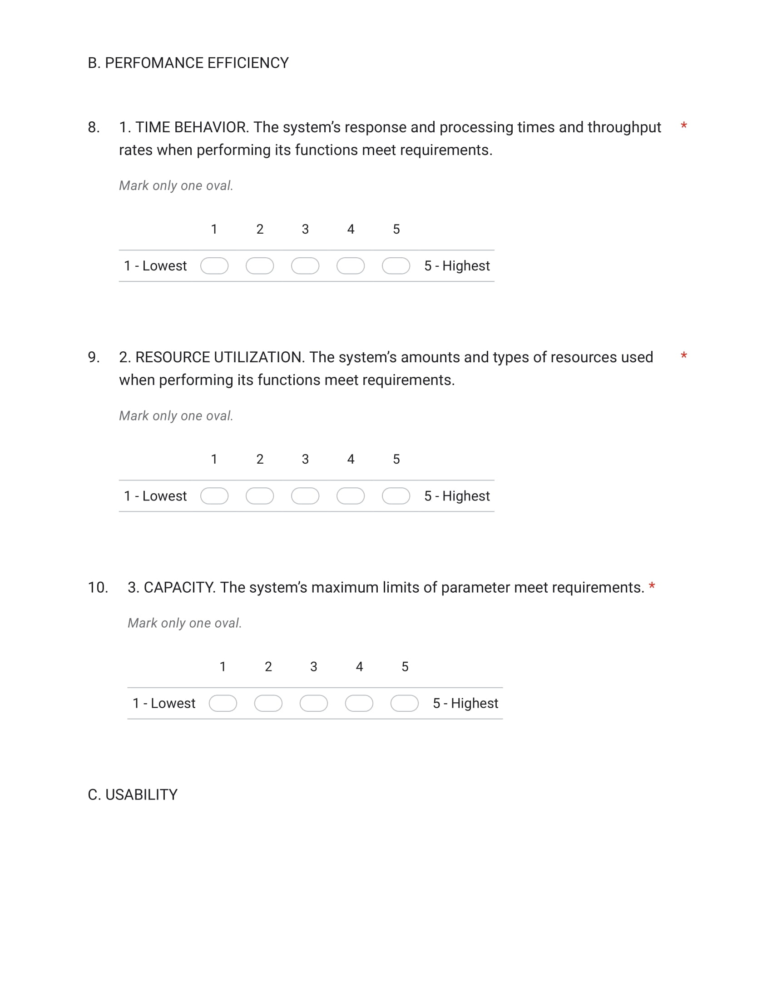 B. PERFOMANCE EFFICIENCY
8. 1. TIME BEHAVIOR. The system’s response and processing times and throughput *
rates when performing its functions meet requirements.
Mark only one oval.
1 2 3 4 5
1 - Lowest 5 - Highest
9. 2. RESOURCE UTILIZATION. The system’s amounts and types of resources used *
when performing its functions meet requirements.
Mark only one oval.
1 2 3 4 5
1 - Lowest 5 - Highest
10. 3. CAPACITY. The system’s maximum limits of parameter meet requirements. *
Mark only one oval.
1 2 3 4 5
1 - Lowest 5 - Highest
C. USABILITY